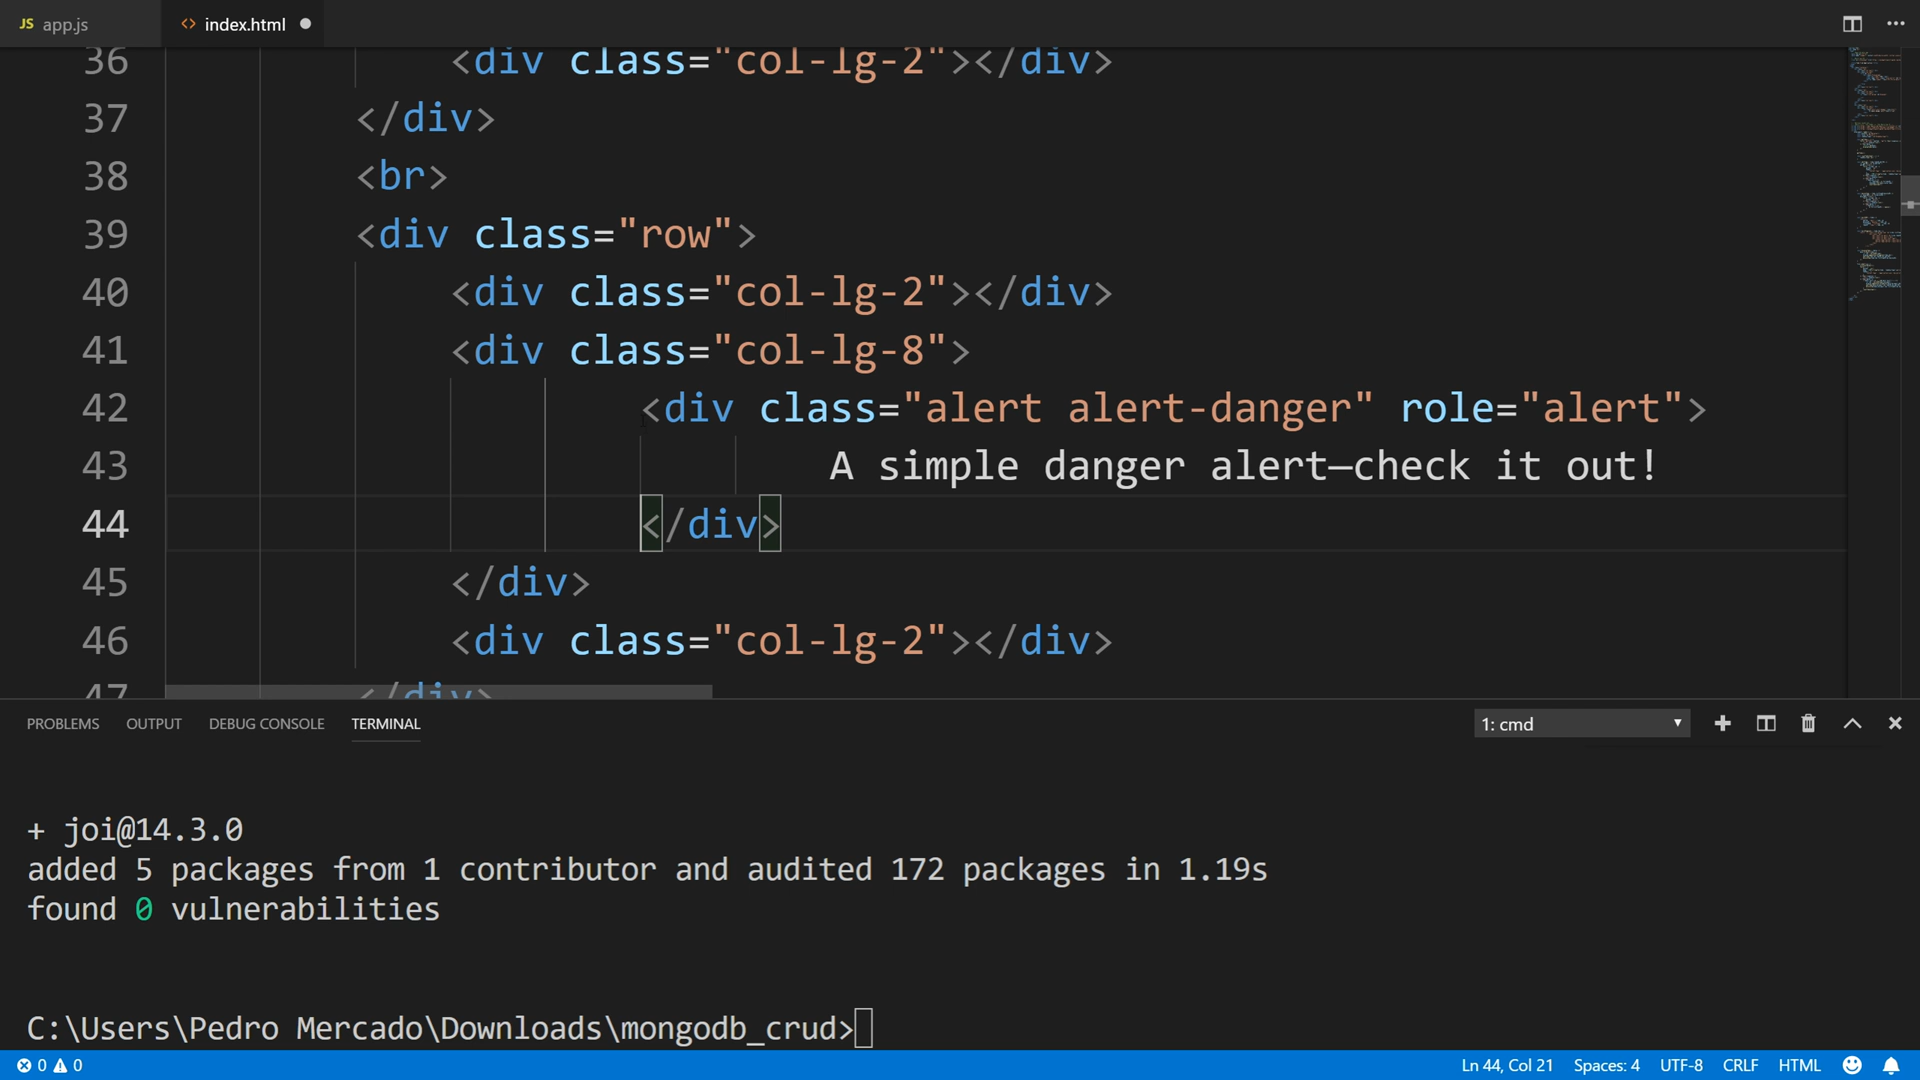 JS app.js <> index.html
36 <div class="col-lg-2"></div>
37 </div>
38 <br>
39 <div class="row">
40 <div class="col-lg-2"></div>
41 <div class="col-lg-8">
42 <div class="alert alert-danger" role="alert">
43 A simple danger alert—check it out!
44 </div>
45 </div>
46 <div class="col-lg-2"></div>
47 </div>
PROBLEMS OUTPUT DEBUG CONSOLE TERMINAL 1: cmd
+ joi@14.3.0
added 5 packages from 1 contributor and audited 172 packages in 1.19s
found 0 vulnerabilities
C:\Users\Pedro Mercado\Downloads\mongodb_crud>
0 0 Ln 44, Col 21 Spaces: 4 UTF-8 CRLF HTML